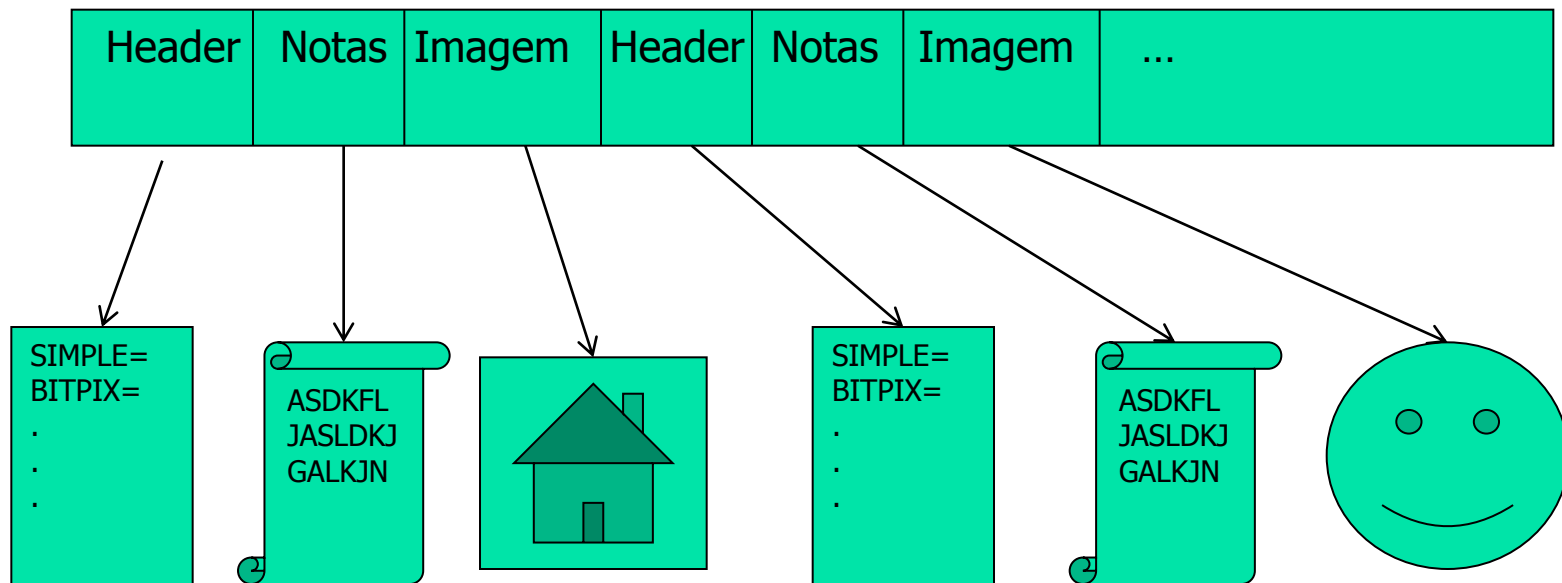 Header Notas Imagem Header Notas Imagem ...
SIMPLE=
BITPIX=
.
.
.
ASDKFL
JASLDKJ
GALKJN
SIMPLE=
BITPIX=
.
.
.
ASDKFL
JASLDKJ
GALKJN